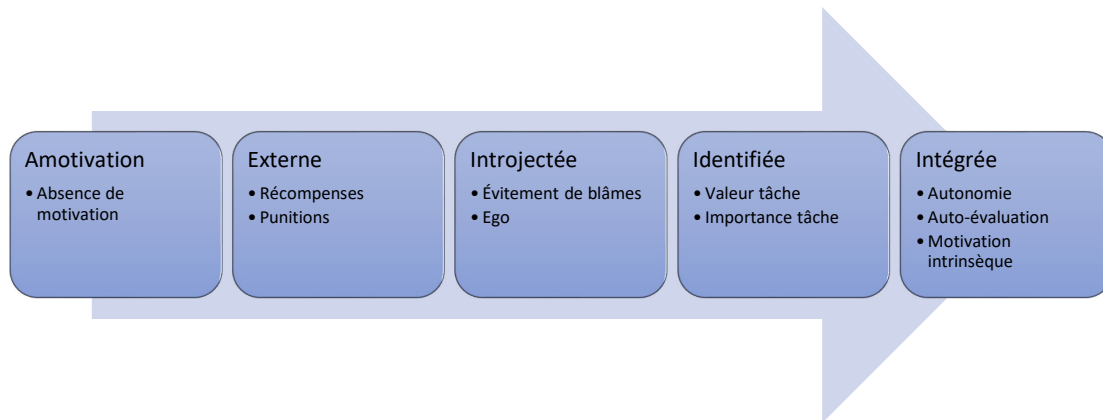 Amotivation
• Absence de
motivation
Externe
• Récompenses
• Punitions
Introjectée
• Évitement de blâmes
• Ego
Identifiée
• Valeur tâche
• Importance tâche
Intégrée
• Autonomie
• Auto-évaluation
• Motivation
intrinsèque